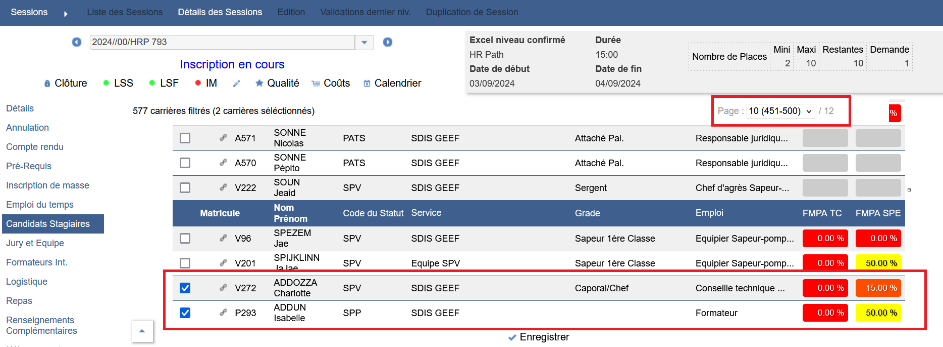 Sessions Liste des Sessions Détails des Sessions Edition Validations dernier niv. Duplication de Session
2024//00/HRP 793
Inscription en cours
Clôture LSS LSF IM Qualité Coûts Calendrier
Excel niveau confirmé Durée
HR Path 15:00
Date de début Date de fin
03/09/2024 04/09/2024
Nombre de Places Mini Maxi Restantes Demande
2 10 10 1
Détails
Annulation
Compte rendu
Pré-Requis
Inscription de masse
Emploi du temps
Candidats Stagiaires
Jury et Equipe
Formateurs Int.
Logistique
Repas
Renseignements
Complémentaires
577 carrières filtrés (2 carrières séléctionnés)
Page : 10 (451-500) / 12
%
A571 SONNE Nicolas PATS SDIS GEEF Attaché Pal. Responsable juridiqu...
A570 SONNE Pépito PATS SDIS GEEF Attaché Pal. Responsable juridiqu...
V222 SOUN Jeaid SPV SDIS GEEF Sergent Chef d'agrès Sapeur-...
Matricule Nom Prénom Code du Statut Service Grade Emploi FMPA TC FMPA SPE
V96 SPEZEM Jae SPV SDIS GEEF Sapeur 1ère Classe Equipier Sapeur-pomp... 0.00 % 0.00 %
V201 SPIJKLINN JaJae SPV Equipe SPV Sapeur 1ère Classe Equipier Sapeur-pomp... 0.00 % 50.00 %
V272 ADDOZZA Charlotte SPV SDIS GEEF Caporal/Chef Conseille technique ... 0.00 % 15.00 %
P293 ADDUN Isabelle SPP SDIS GEEF Formateur 0.00 % 50.00 %
Enregistrer